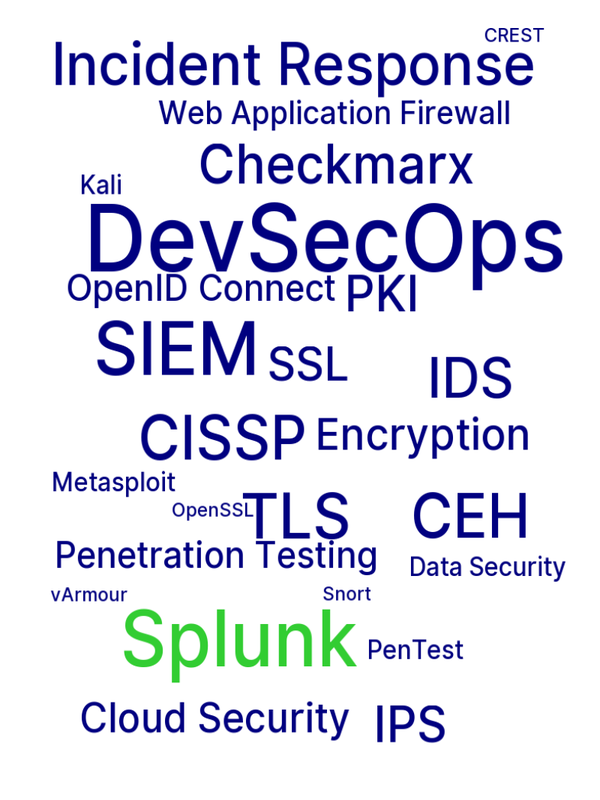 CREST
Incident Response
Web Application Firewall
Checkmarx
Kali
DevSecOps
OpenID Connect PKI
SIEM SSL IDS
CISSP Encryption
Metasploit
OpenSSL TLS CEH
Penetration Testing Data Security
vArmour Snort
Splunk PenTest
Cloud Security IPS